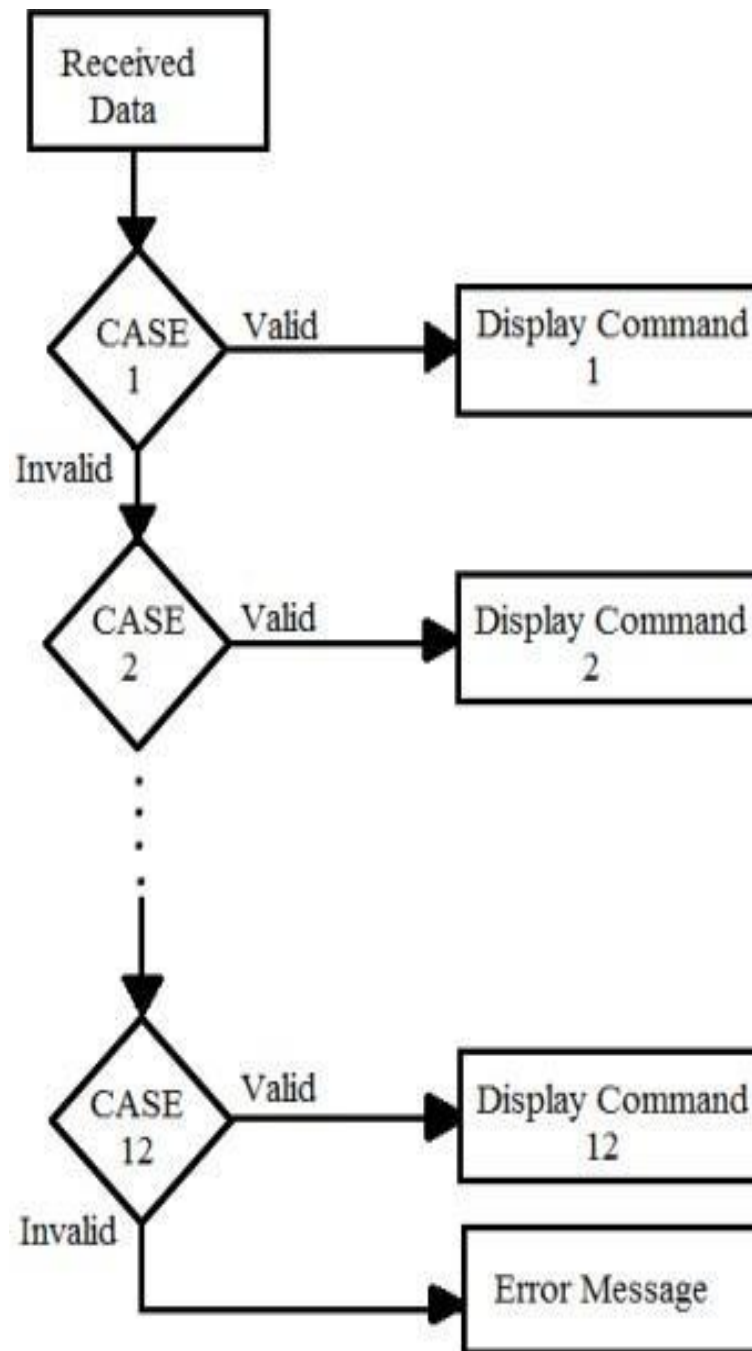 Received
Data
CASE
1
Valid
Display Command
1
Invalid
CASE
2
Valid
Display Command
2
CASE
12
Valid
Display Command
12
Invalid
Error Message